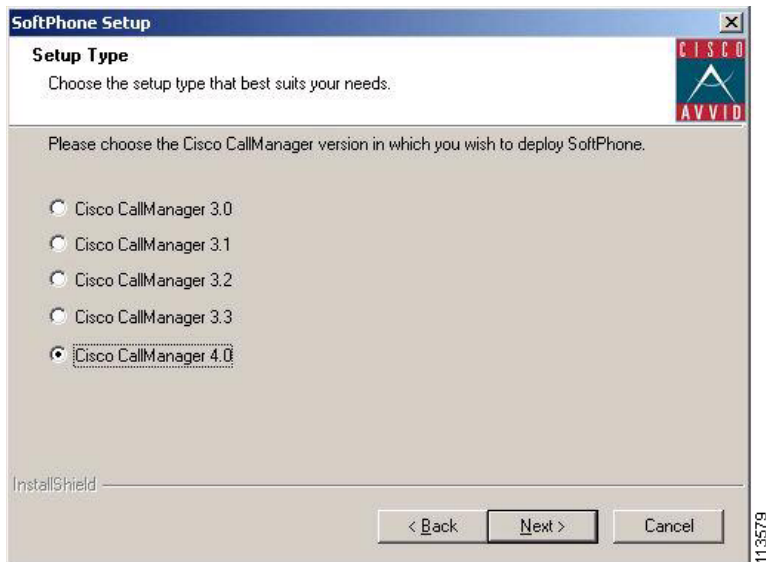 SoftPhone Setup
Setup Type
Choose the setup type that best suits your needs.
CISCO
AVVID
Please choose the Cisco CallManager version in which you wish to deploy SoftPhone.
Cisco CallManager 3.0
Cisco CallManager 3.1
Cisco CallManager 3.2
Cisco CallManager 3.3
Cisco CallManager 4.0
InstallShield
< Back
Next >
Cancel
113579